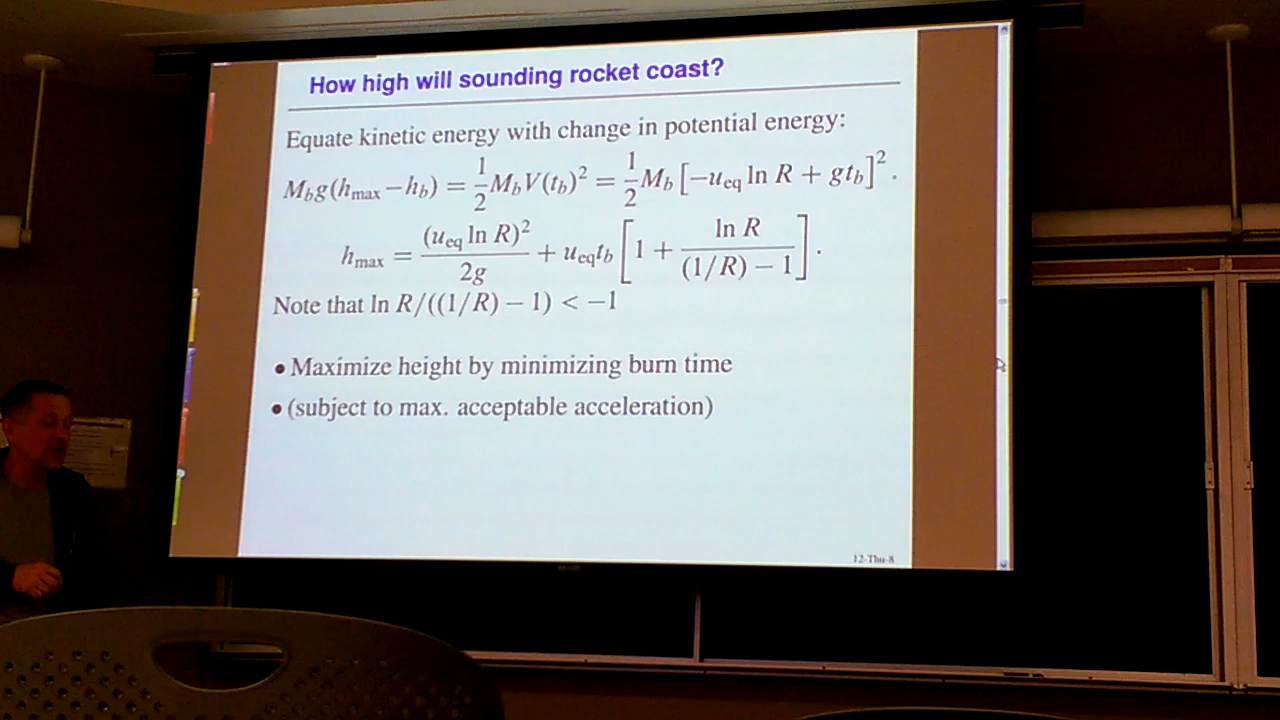 How high will sounding rocket coast?
Equate kinetic energy with change in potential energy:
M_b g(h_max − h_b) = 1/2 M_b V(t_b)² = 1/2 M_b [−u_eq ln R + gt_b]².
h_max = (u_eq ln R)²/2g + u_eq t_b [1 + ln R/((1/R) − 1)].
Note that ln R/((1/R) − 1) < −1
• Maximize height by minimizing burn time
• (subject to max. acceptable acceleration)
12-Thu-8